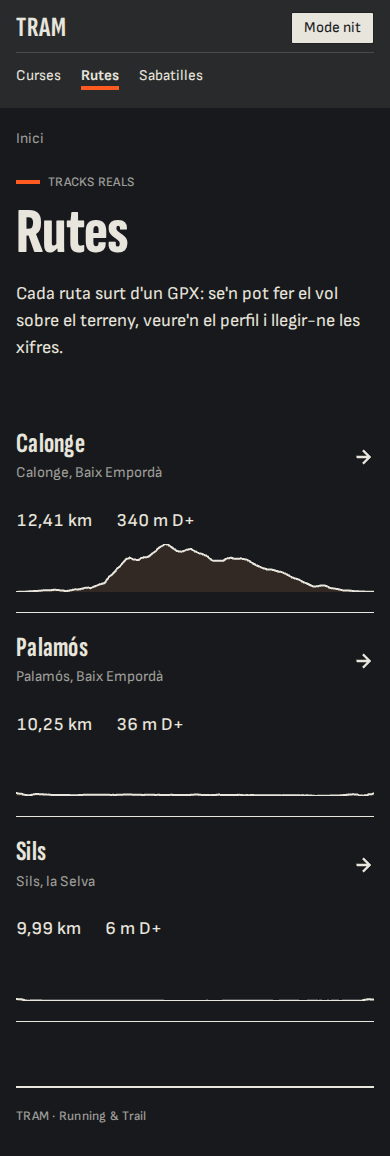 TRAM
Mode nit
Curses Rutes Sabatilles
Inici
TRACKS REALS
Rutes
Cada ruta surt d'un GPX: se'n pot fer el vol
sobre el terreny, veure'n el perfil i llegir-ne les
xifres.
Calonge
Calonge, Baix Empordà
12,41 km 340 m D+
Palamós
Palamós, Baix Empordà
10,25 km 36 m D+
Sils
Sils, la Selva
9,99 km 6 m D+
TRAM · Running & Trail